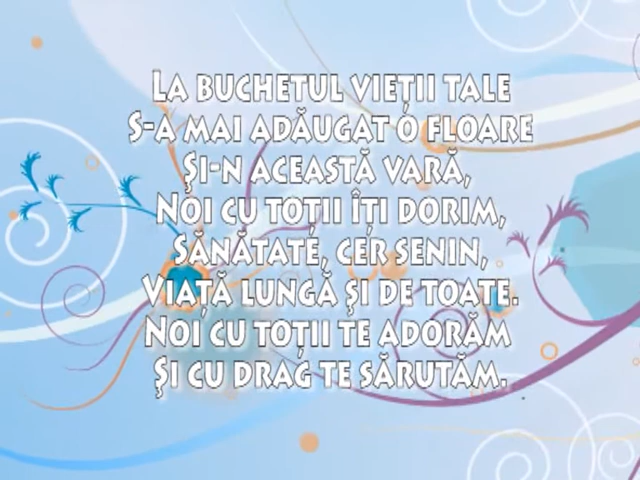 La buchetul vieții tale
S-a mai adăugat o floare
Și-n această vară,
Noi cu toții îți dorim,
Sănătate, cer senin,
Viață lungă și de toate.
Noi cu toții te adorăm
Și cu drag te sărutăm.